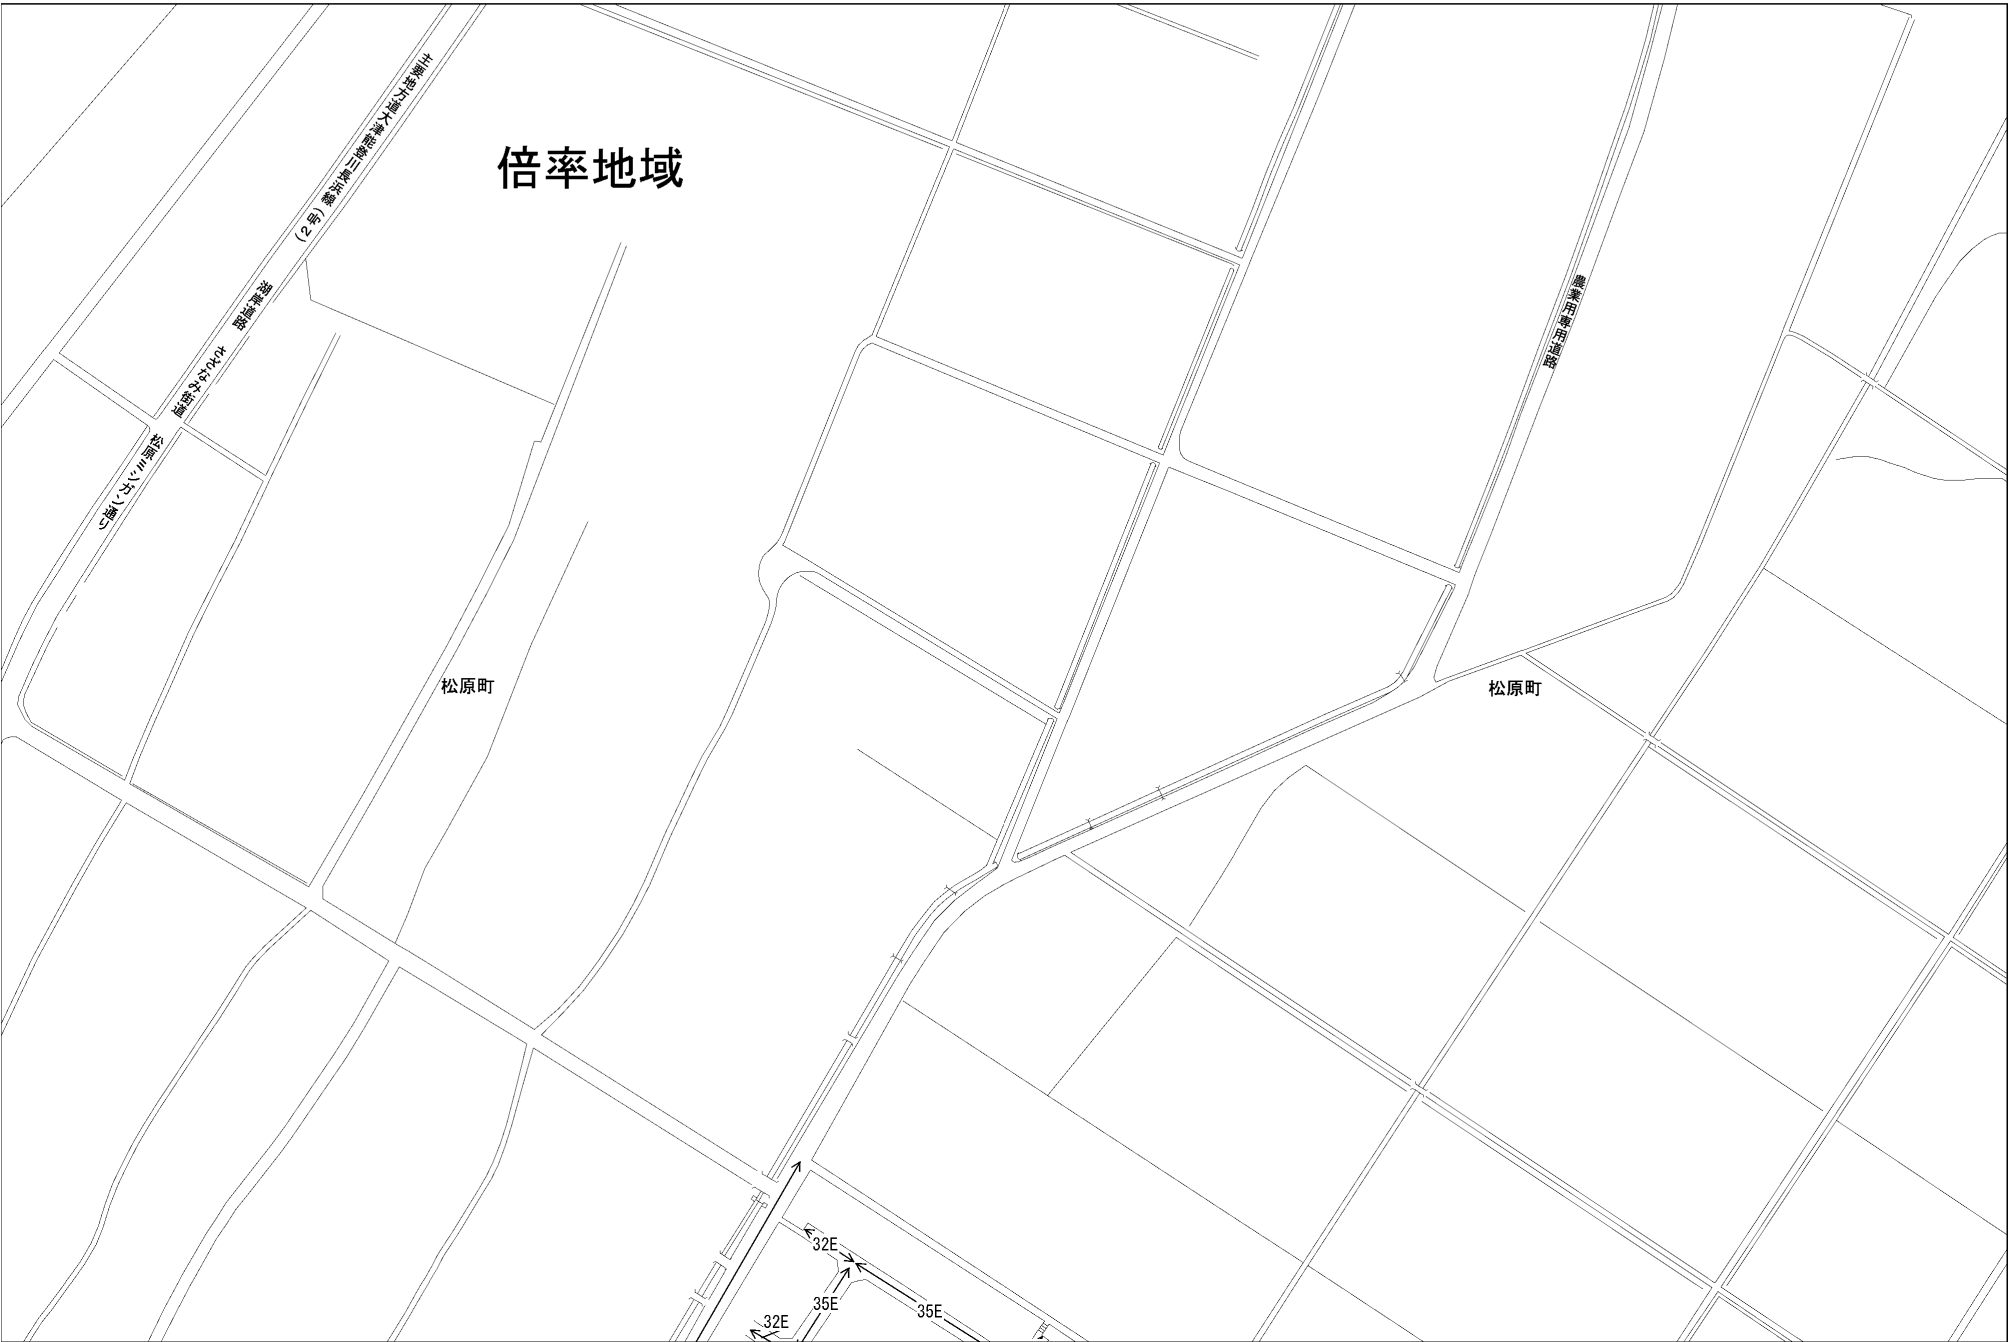 主要地方道大津能登川長浜線
(2号)
倍率地域
湖岸道路
さざなみ街道
農業用専用道路
松原ミシガン通り
松原町
松原町
32E
35E
35E
32E